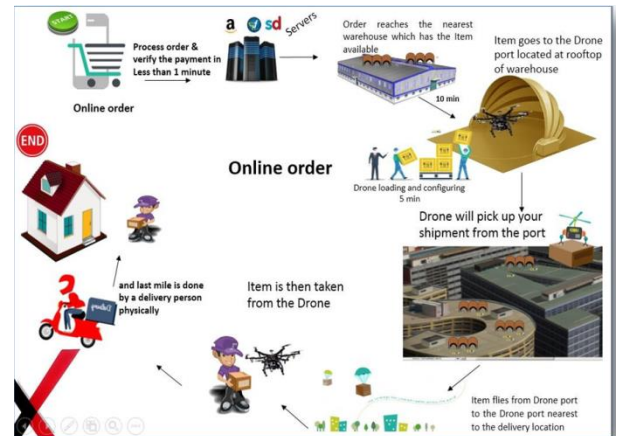 START
Process order &
verify the payment in
Less than 1 minute
Online order
a
sd
Servers
Order reaches the nearest
warehouse which has the Item
available
10 min
Item goes to the Drone
port located at rooftop
of warehouse
Drone loading and configuring
5 min
Online order
Drone will pick up your
shipment from the port
Item flies from Drone port
to the Drone port nearest
to the delivery location
Item is then taken
from the Drone
and last mile is done
by a delivery person
physically
END